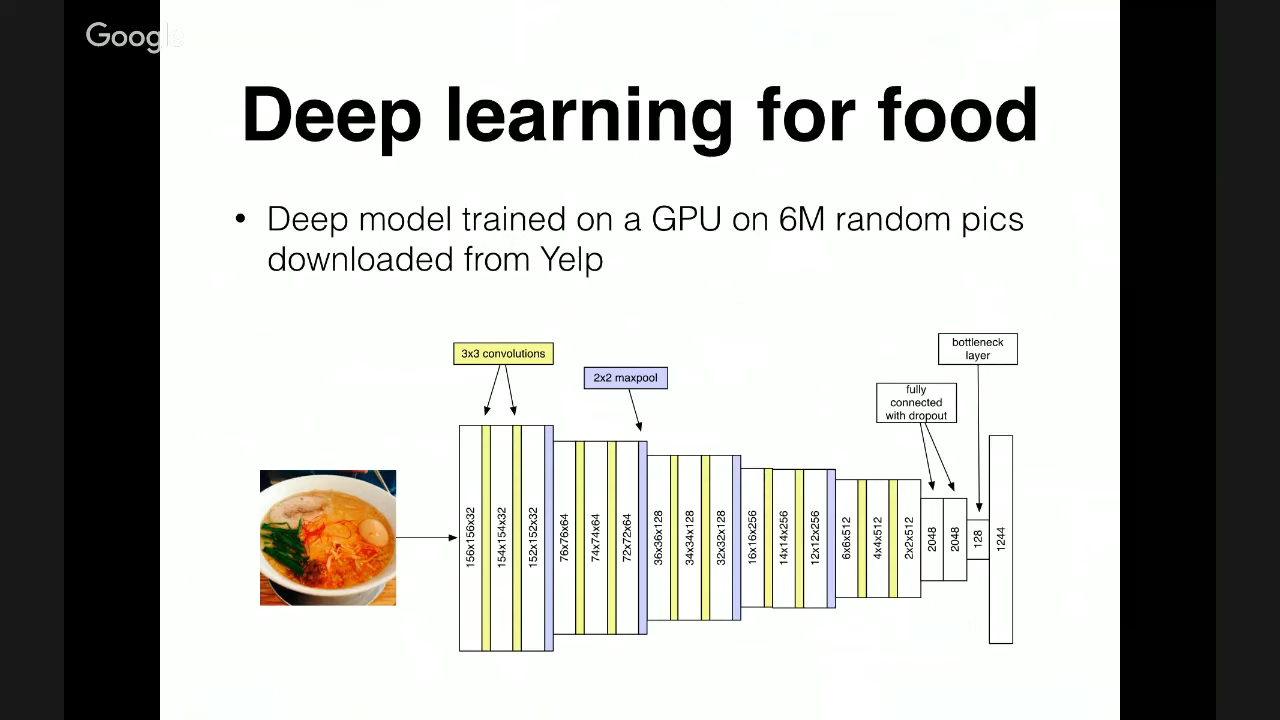 Google
Deep learning for food
• Deep model trained on a GPU on 6M random pics
downloaded from Yelp
3x3 convolutions
2x2 maxpool
bottleneck
layer
fully
connected
with dropout
156x156x32
154x154x32
152x152x32
76x76x64
74x74x64
72x72x64
36x36x128
34x34x128
32x32x128
16x16x256
14x14x256
12x12x256
6x6x512
4x4x512
2x2x512
2048
2048
128
1244